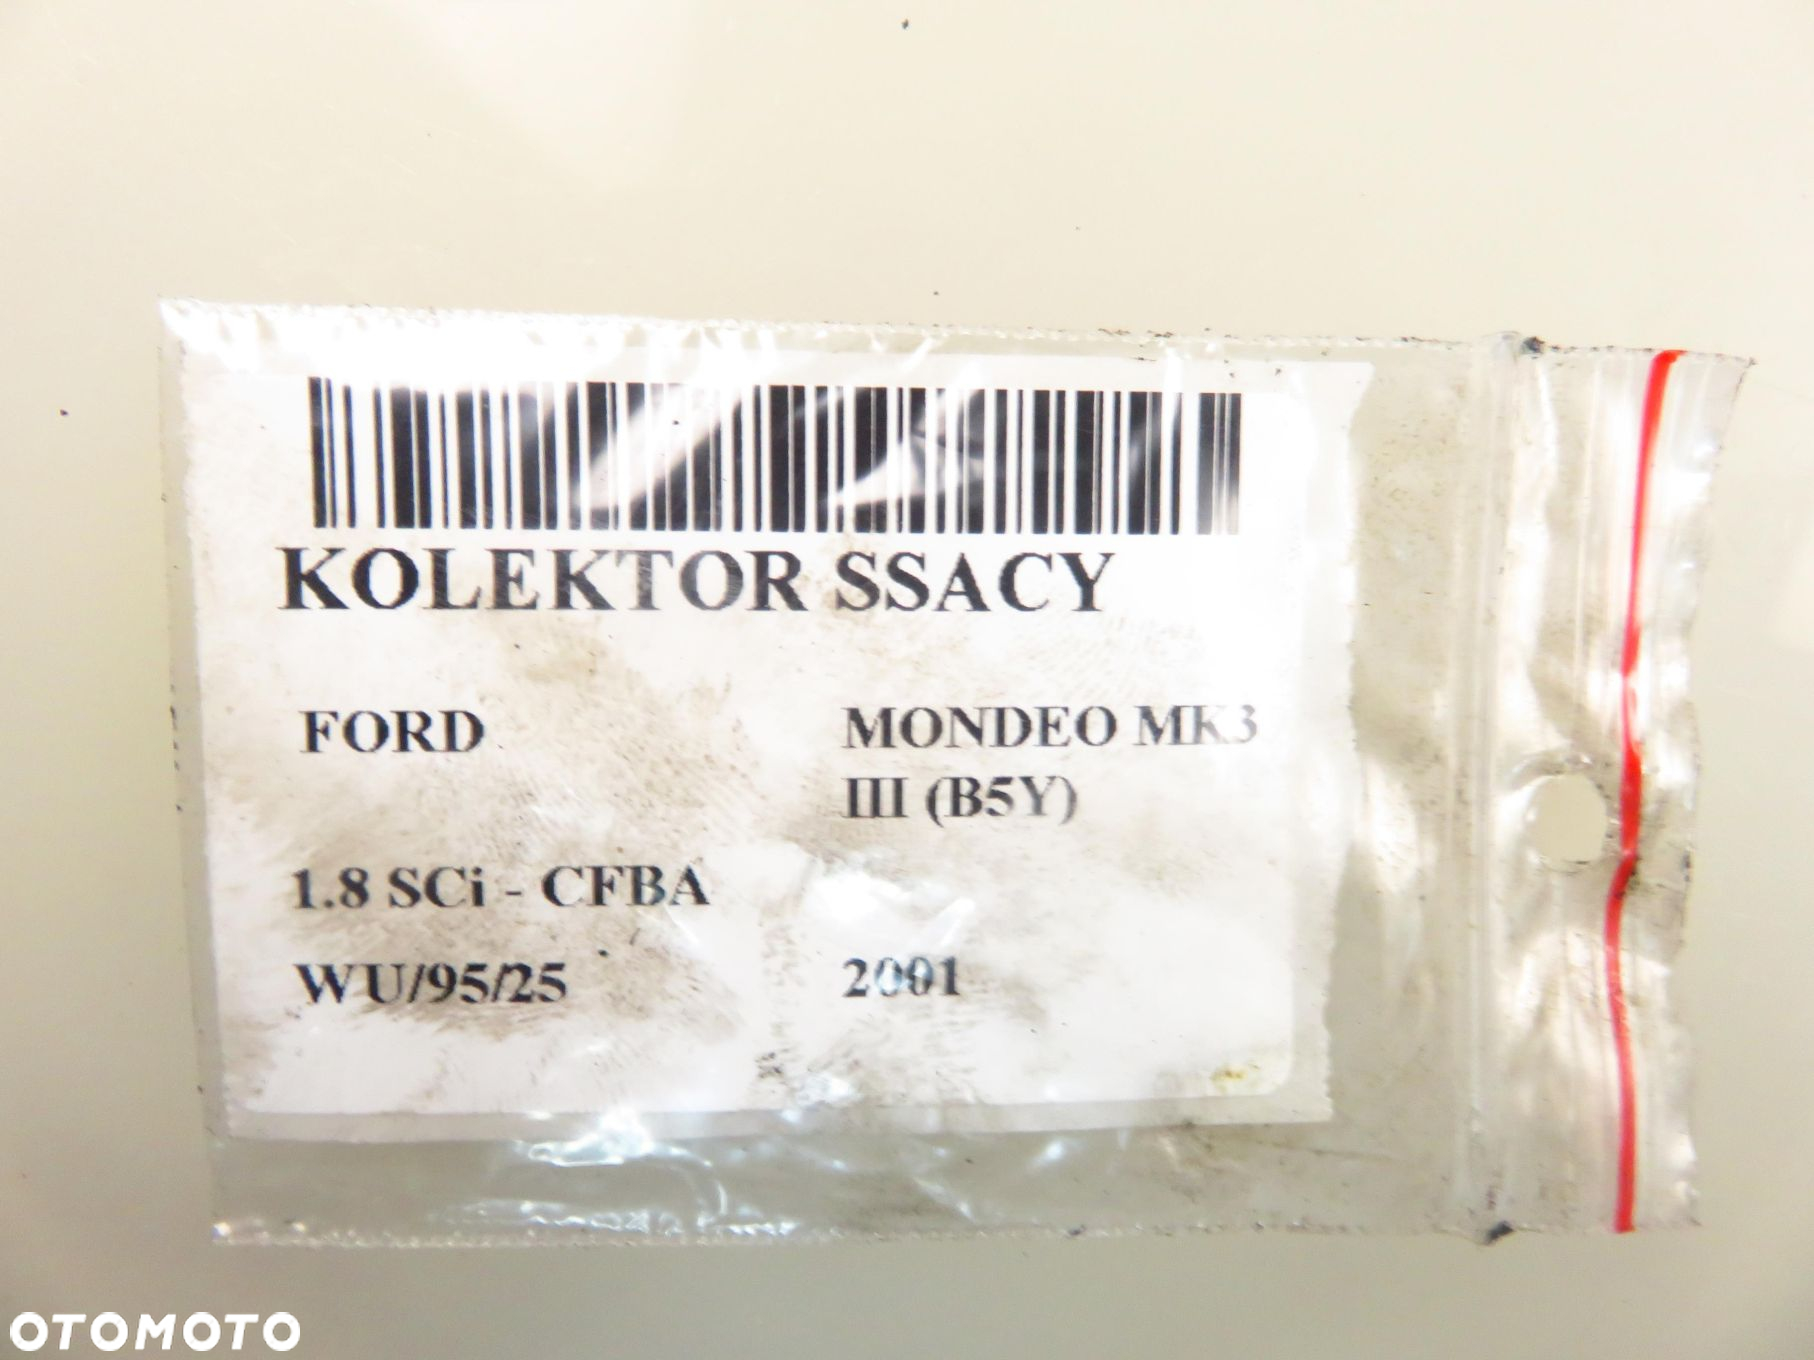 KOLEKTOR SSACY
FORD
MONDEO MK3
III (B5Y)
1.8 SCi - CFBA
WU/95/25
2001
OTOMOTO